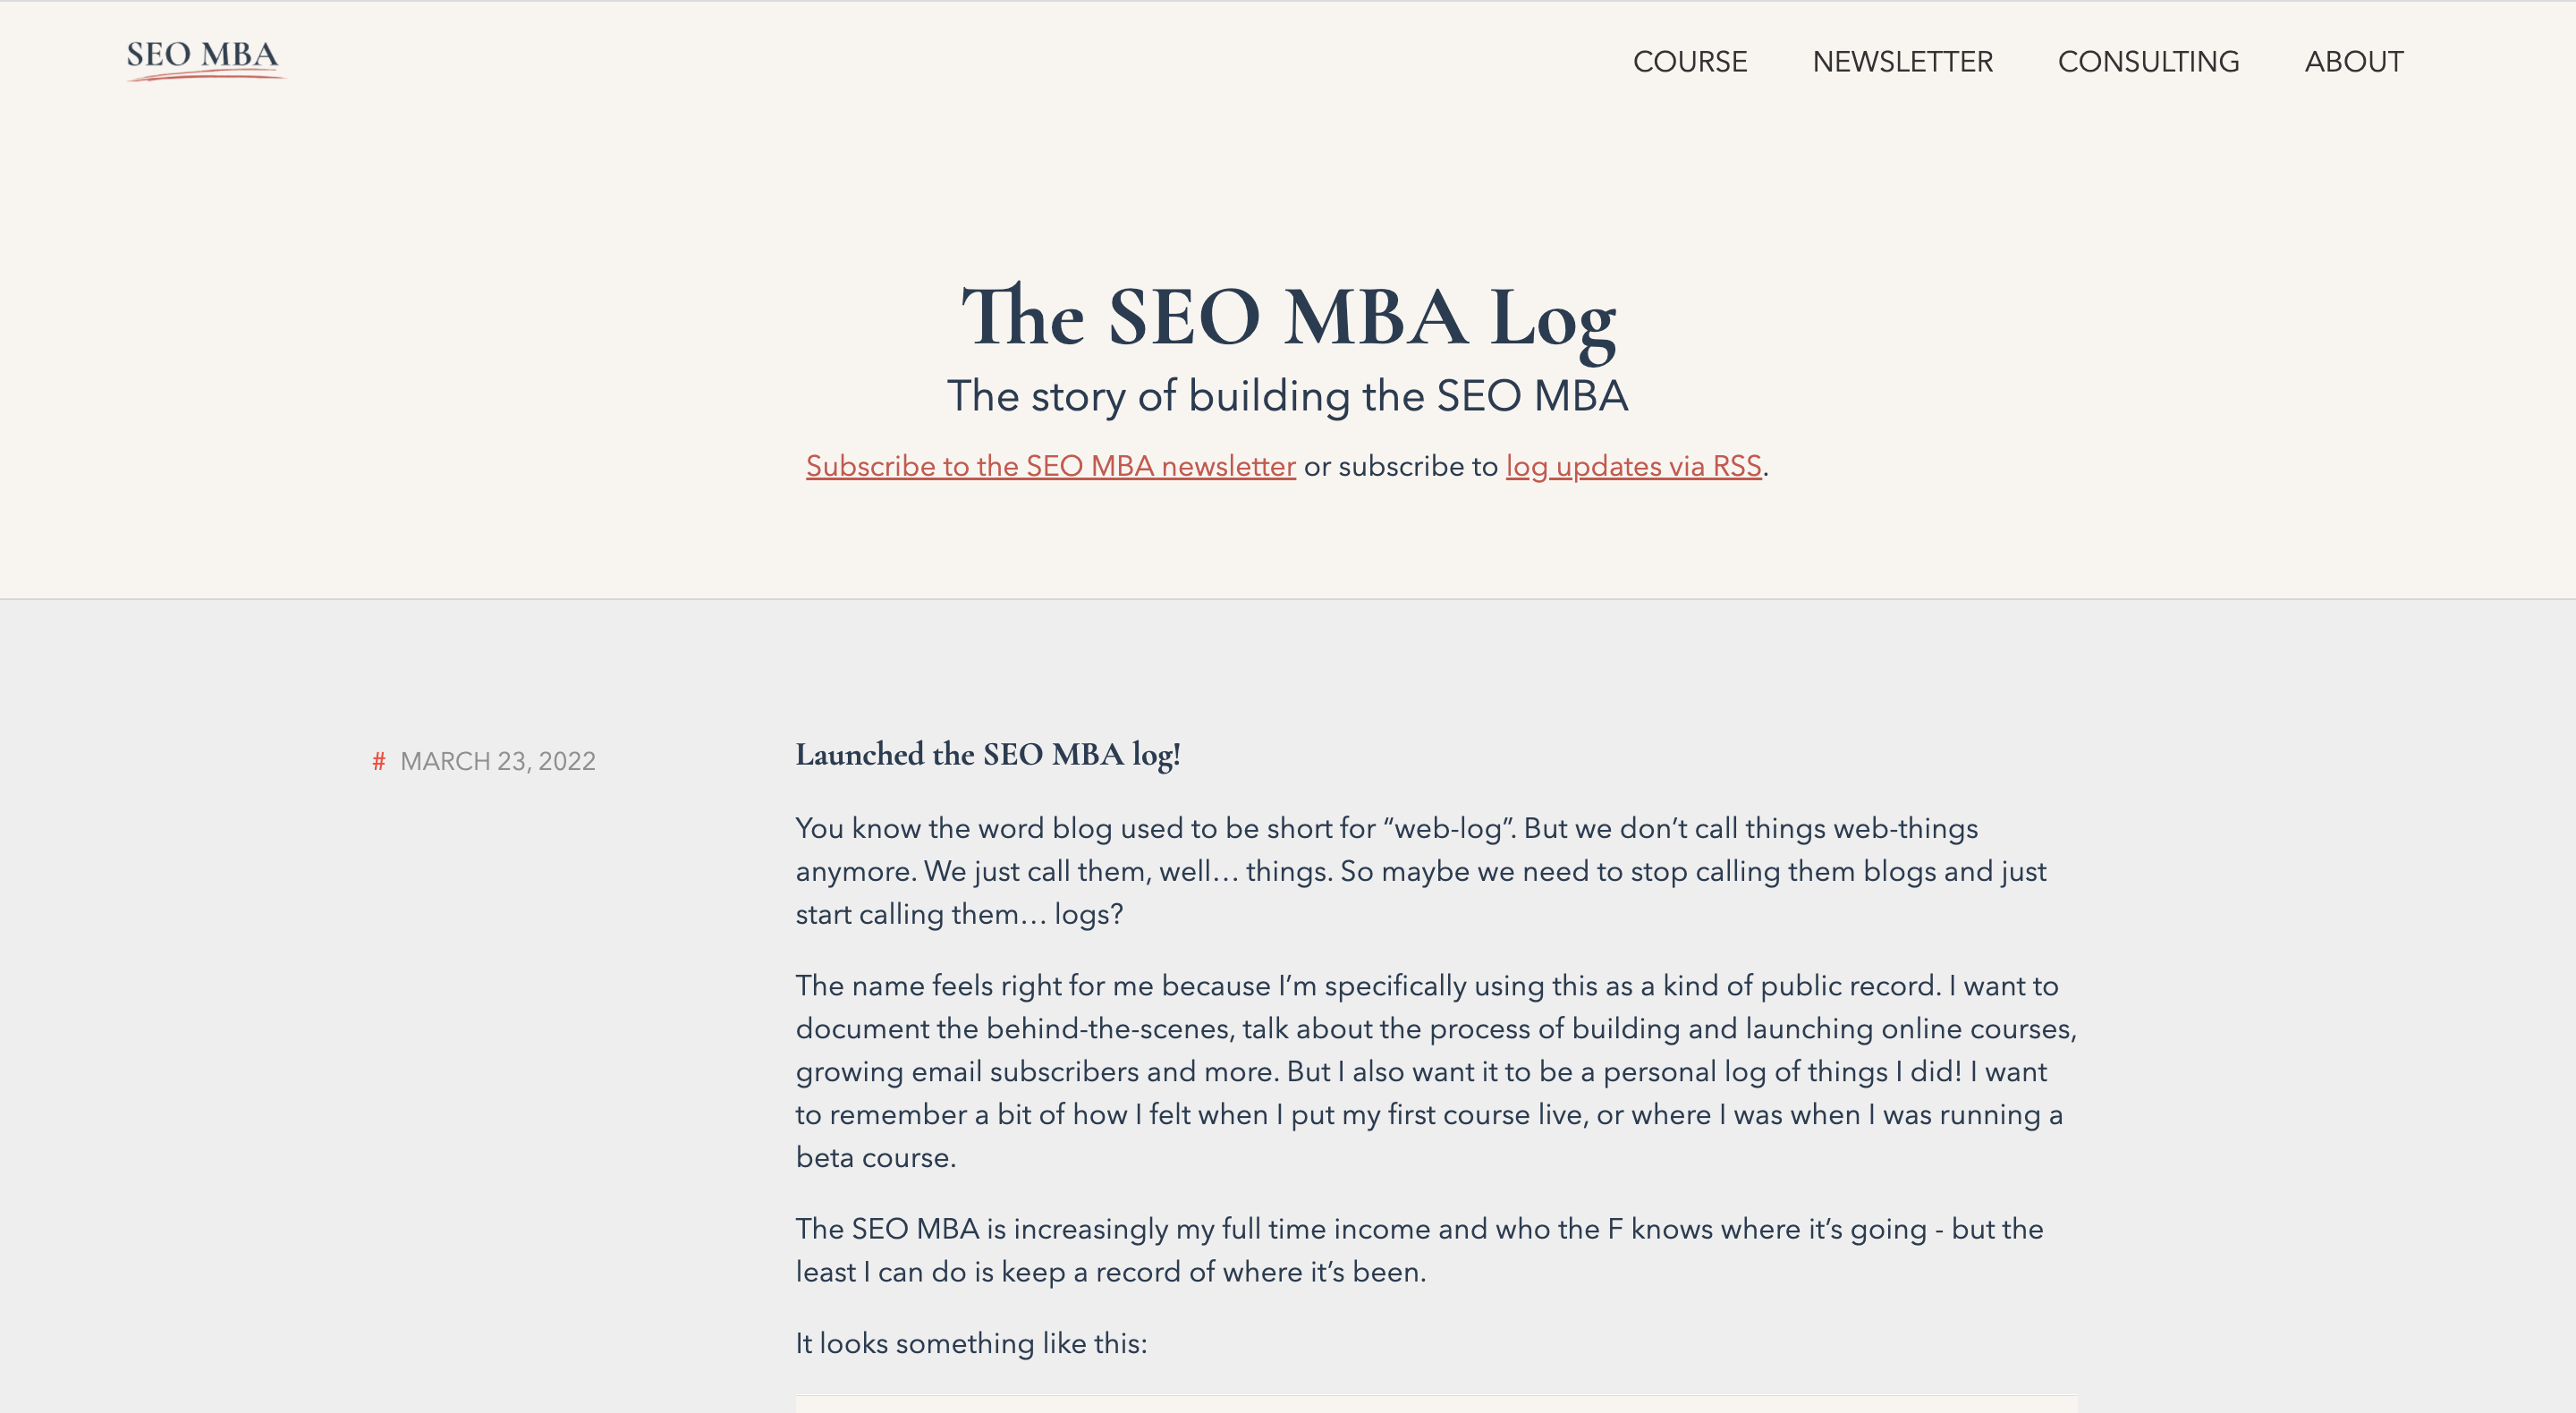 SEO MBA
COURSE NEWSLETTER CONSULTING ABOUT
The SEO MBA Log
The story of building the SEO MBA
Subscribe to the SEO MBA newsletter or subscribe to log updates via RSS.
# MARCH 23, 2022
Launched the SEO MBA log!
You know the word blog used to be short for “web-log”. But we don’t call things web-things
anymore. We just call them, well… things. So maybe we need to stop calling them blogs and just
start calling them… logs?
The name feels right for me because I’m specifically using this as a kind of public record. I want to
document the behind-the-scenes, talk about the process of building and launching online courses,
growing email subscribers and more. But I also want it to be a personal log of things I did! I want
to remember a bit of how I felt when I put my first course live, or where I was when I was running a
beta course.
The SEO MBA is increasingly my full time income and who the F knows where it’s going - but the
least I can do is keep a record of where it’s been.
It looks something like this: